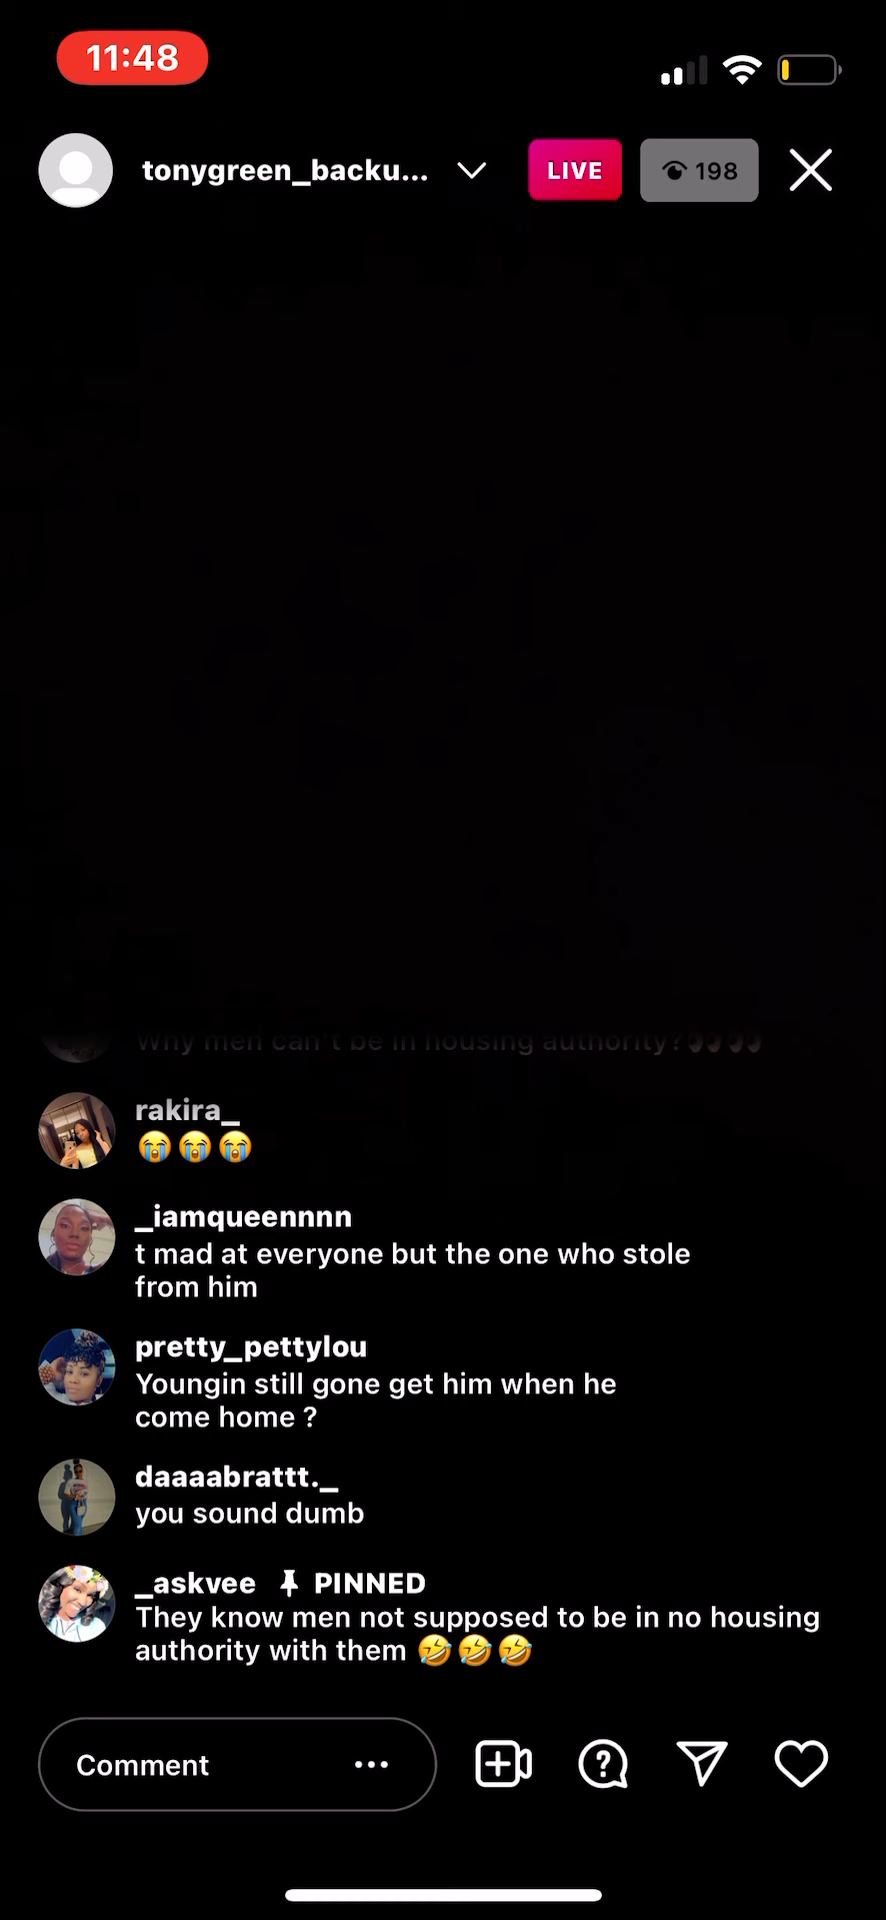 11:48
tonygreen_backu...
LIVE
198
Why men can't be in housing authority?👀👀
rakira_
😭😭😭
_iamqueennnn
t mad at everyone but the one who stole
from him
pretty_pettylou
Youngin still gone get him when he
come home ?
daaaabrattt._
you sound dumb
_askvee PINNED
They know men not supposed to be in no housing
authority with them 🤣🤣🤣
Comment